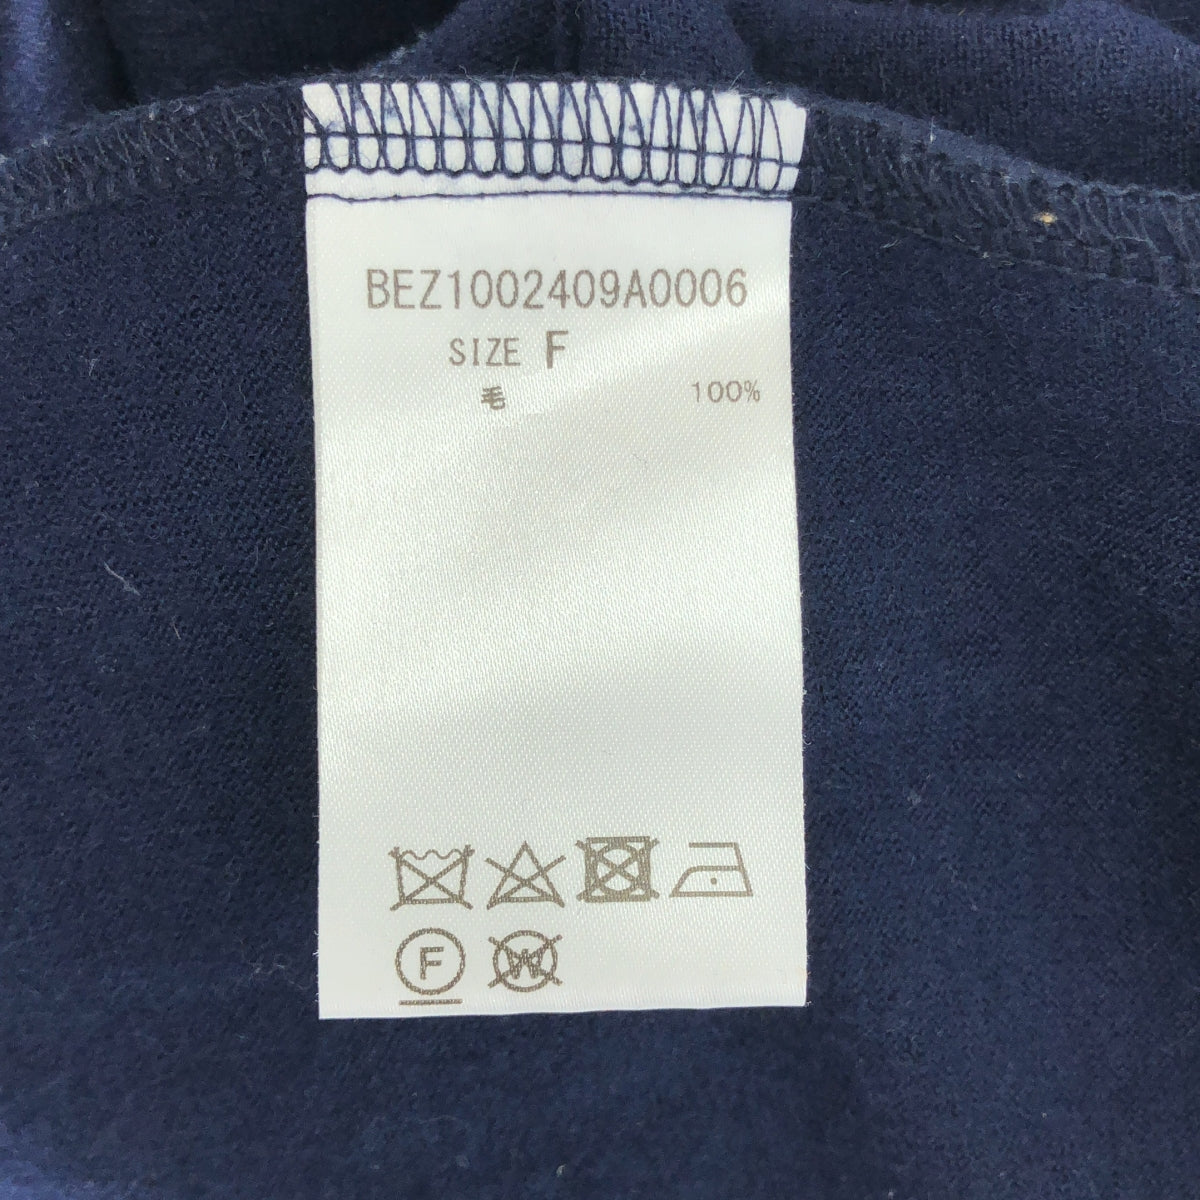 BEZ1002409A0006
SIZE F
毛 100%
F W